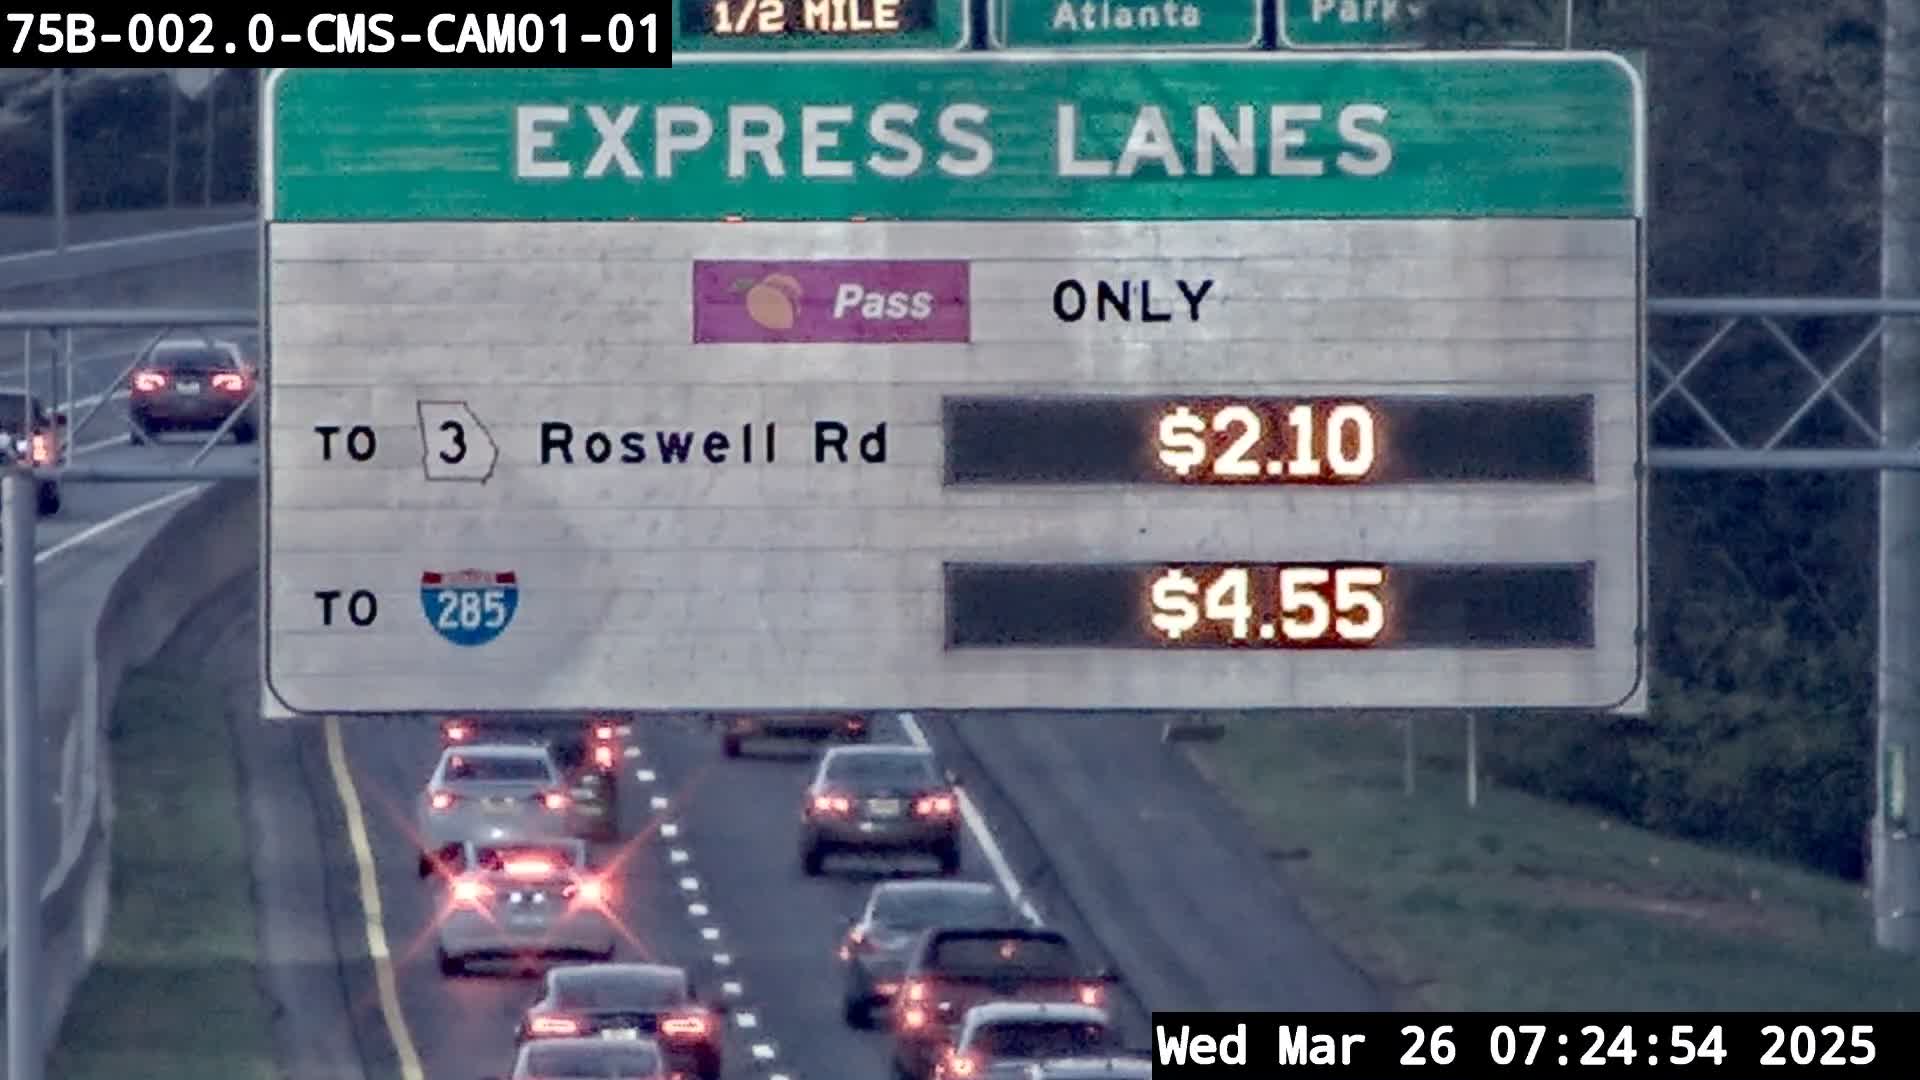 75B-002.0-CMS-CAM01-01
1/2 MILE
Atlanta
Park
EXPRESS LANES
Pass ONLY
TO 3 Roswell Rd $2.10
TO 285 $4.55
Wed Mar 26 07:24:54 2025